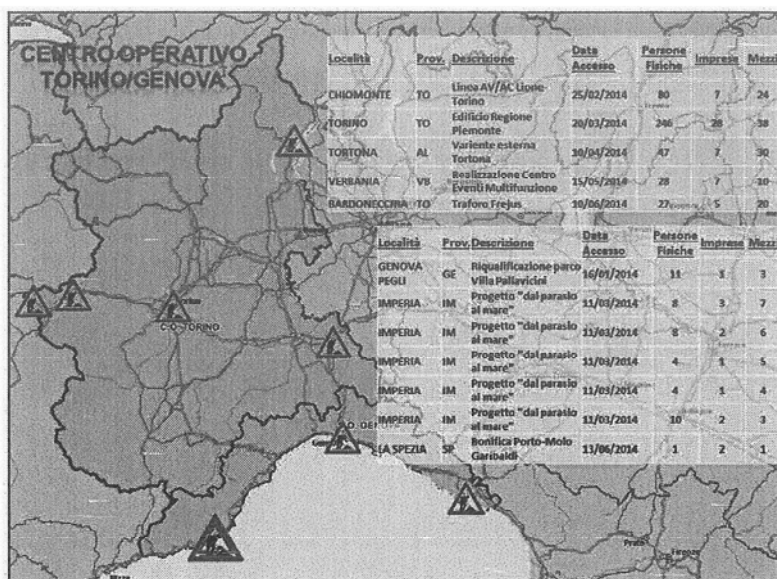 CENTRO OPERATIVO
TORINO/GENOVA
Località Prov. Descrizione Data Accesso Persone Fisiche Imprese Mezzi
CHIOMONTE TO Linea AV/AC Lione-Torino 25/02/2014 80 7 24
TORINO TO Edificio Regione Piemonte 20/03/2014 246 28 38
TORTONA AL Variente esterna Tortona 10/04/2014 47 7 30
VERBANIA VB Realizzazione Centro Eventi Multifunzione 15/05/2014 28 7 10
BARDONECCHIA TO Traforo Frejus 10/06/2014 27 5 20
Località Prov. Descrizione Data Accesso Persone Fisiche Imprese Mezzi
GENOVA PEGLI GE Riqualificazione parco Villa Pallavicini 16/01/2014 11 1 3
IMPERIA IM Progetto "dal parasio al mare" 11/03/2014 8 3 7
IMPERIA IM Progetto "dal parasio al mare" 11/03/2014 8 2 6
IMPERIA IM Progetto "dal parasio al mare" 11/03/2014 4 1 5
IMPERIA IM Progetto "dal parasio al mare" 11/03/2014 4 1 4
IMPERIA IM Progetto "dal parasio al mare" 11/03/2014 10 2 3
LA SPEZIA SP Bonifica Porto-Molo Garibaldi 13/06/2014 1 2 1
C.O. TORINO
Prato
Firenze